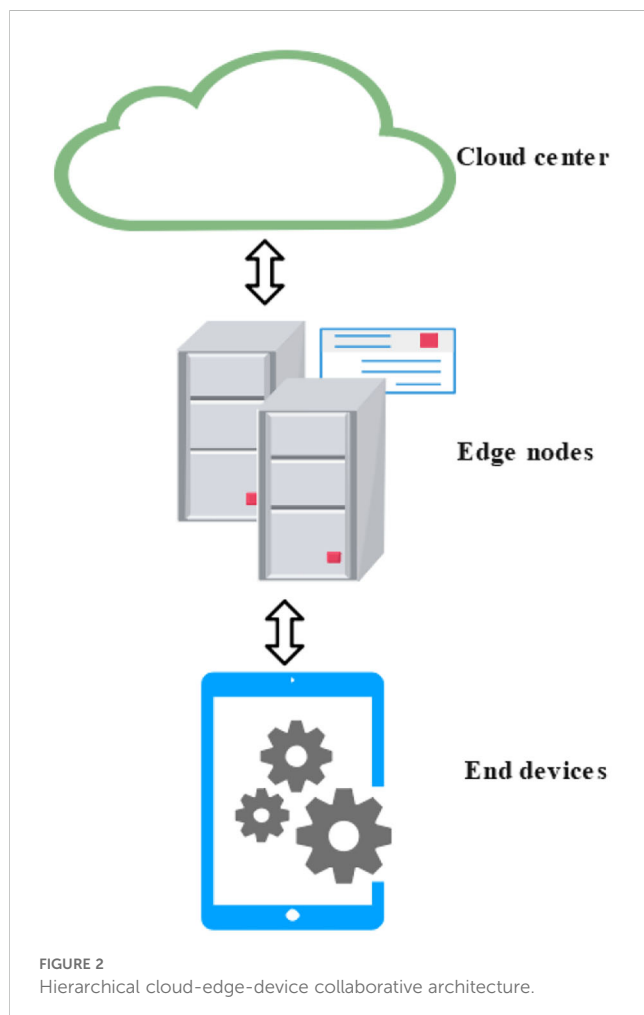 Cloud center
Edge nodes
End devices
FIGURE 2
Hierarchical cloud-edge-device collaborative architecture.